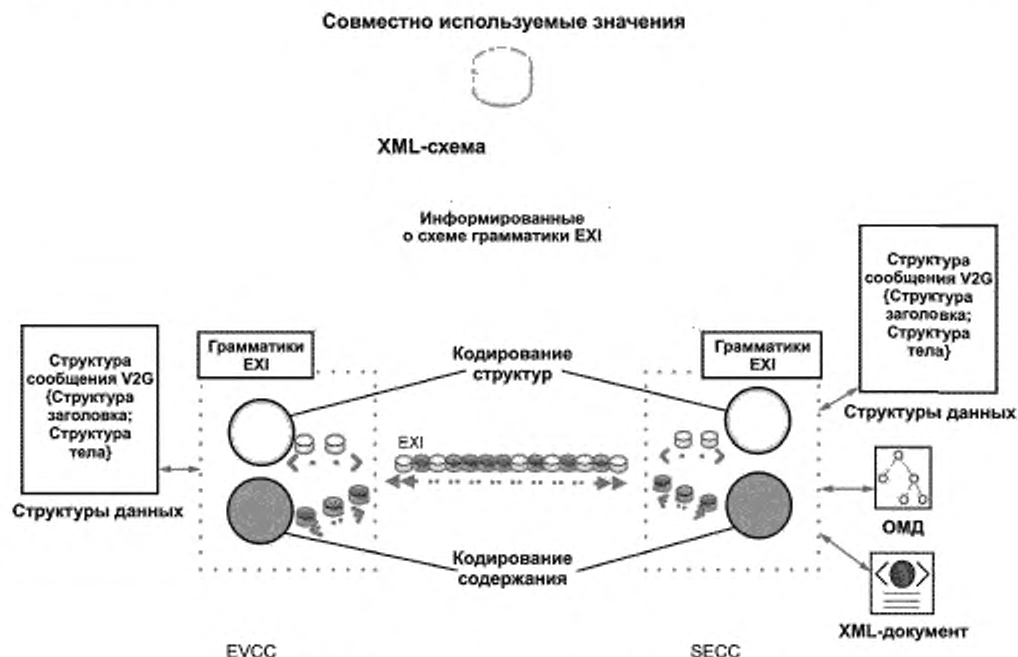 Совместно используемые значения
XML-схема
Информированные
о схеме грамматики EXI
Структура
сообщения V2G
{Структура
заголовка;
Структура
тела}
Структуры данных
Грамматики
EXI
Кодирование
структур
EXI
Кодирование
содержания
Грамматики
EXI
Структура
сообщения V2G
{Структура
заголовка;
Структура
тела}
Структуры данных
ОМД
XML-документ
EVCC
SECC